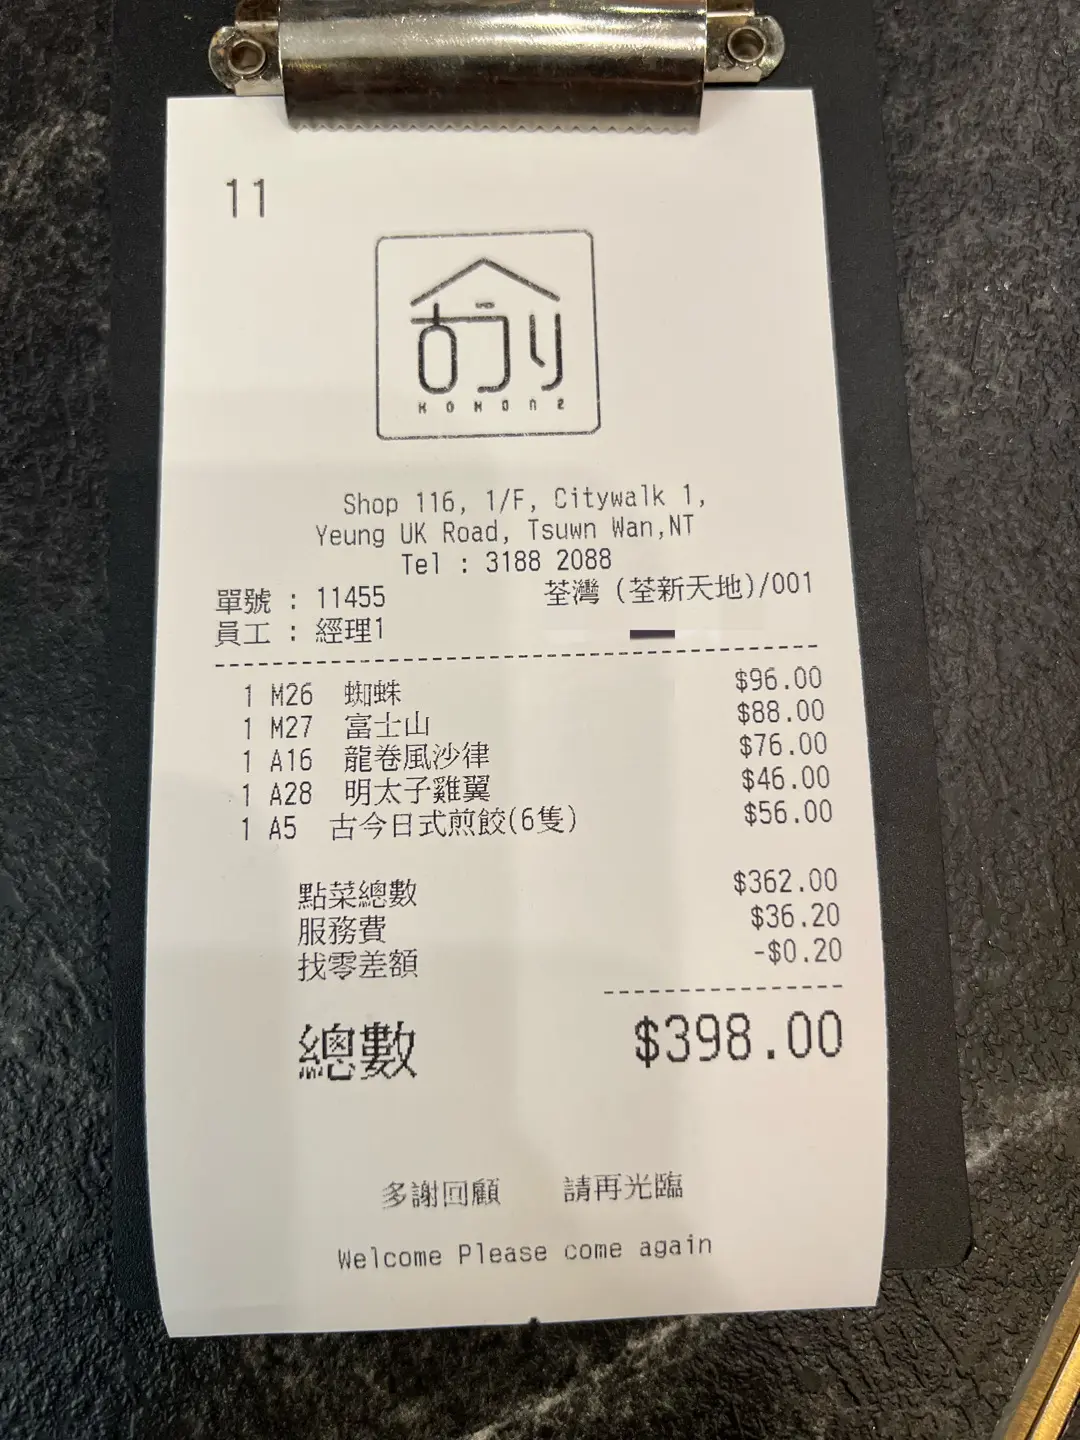 11
KOMON2
Shop 116, 1/F, Citywalk 1,
Yeung UK Road, Tsuwn Wan,NT
Tel : 3188 2088
單號 : 11455 荃灣 (荃新天地)/001
員工 : 經理1
1 M26 蜘蛛 $96.00
1 M27 富士山 $88.00
1 A16 龍卷風沙律 $76.00
1 A28 明太子雞翼 $46.00
1 A5 古今日式煎餃(6隻) $56.00
點菜總數 $362.00
服務費 $36.20
找零差額 -$0.20
總數 $398.00
多謝回顧 請再光臨
Welcome Please come again